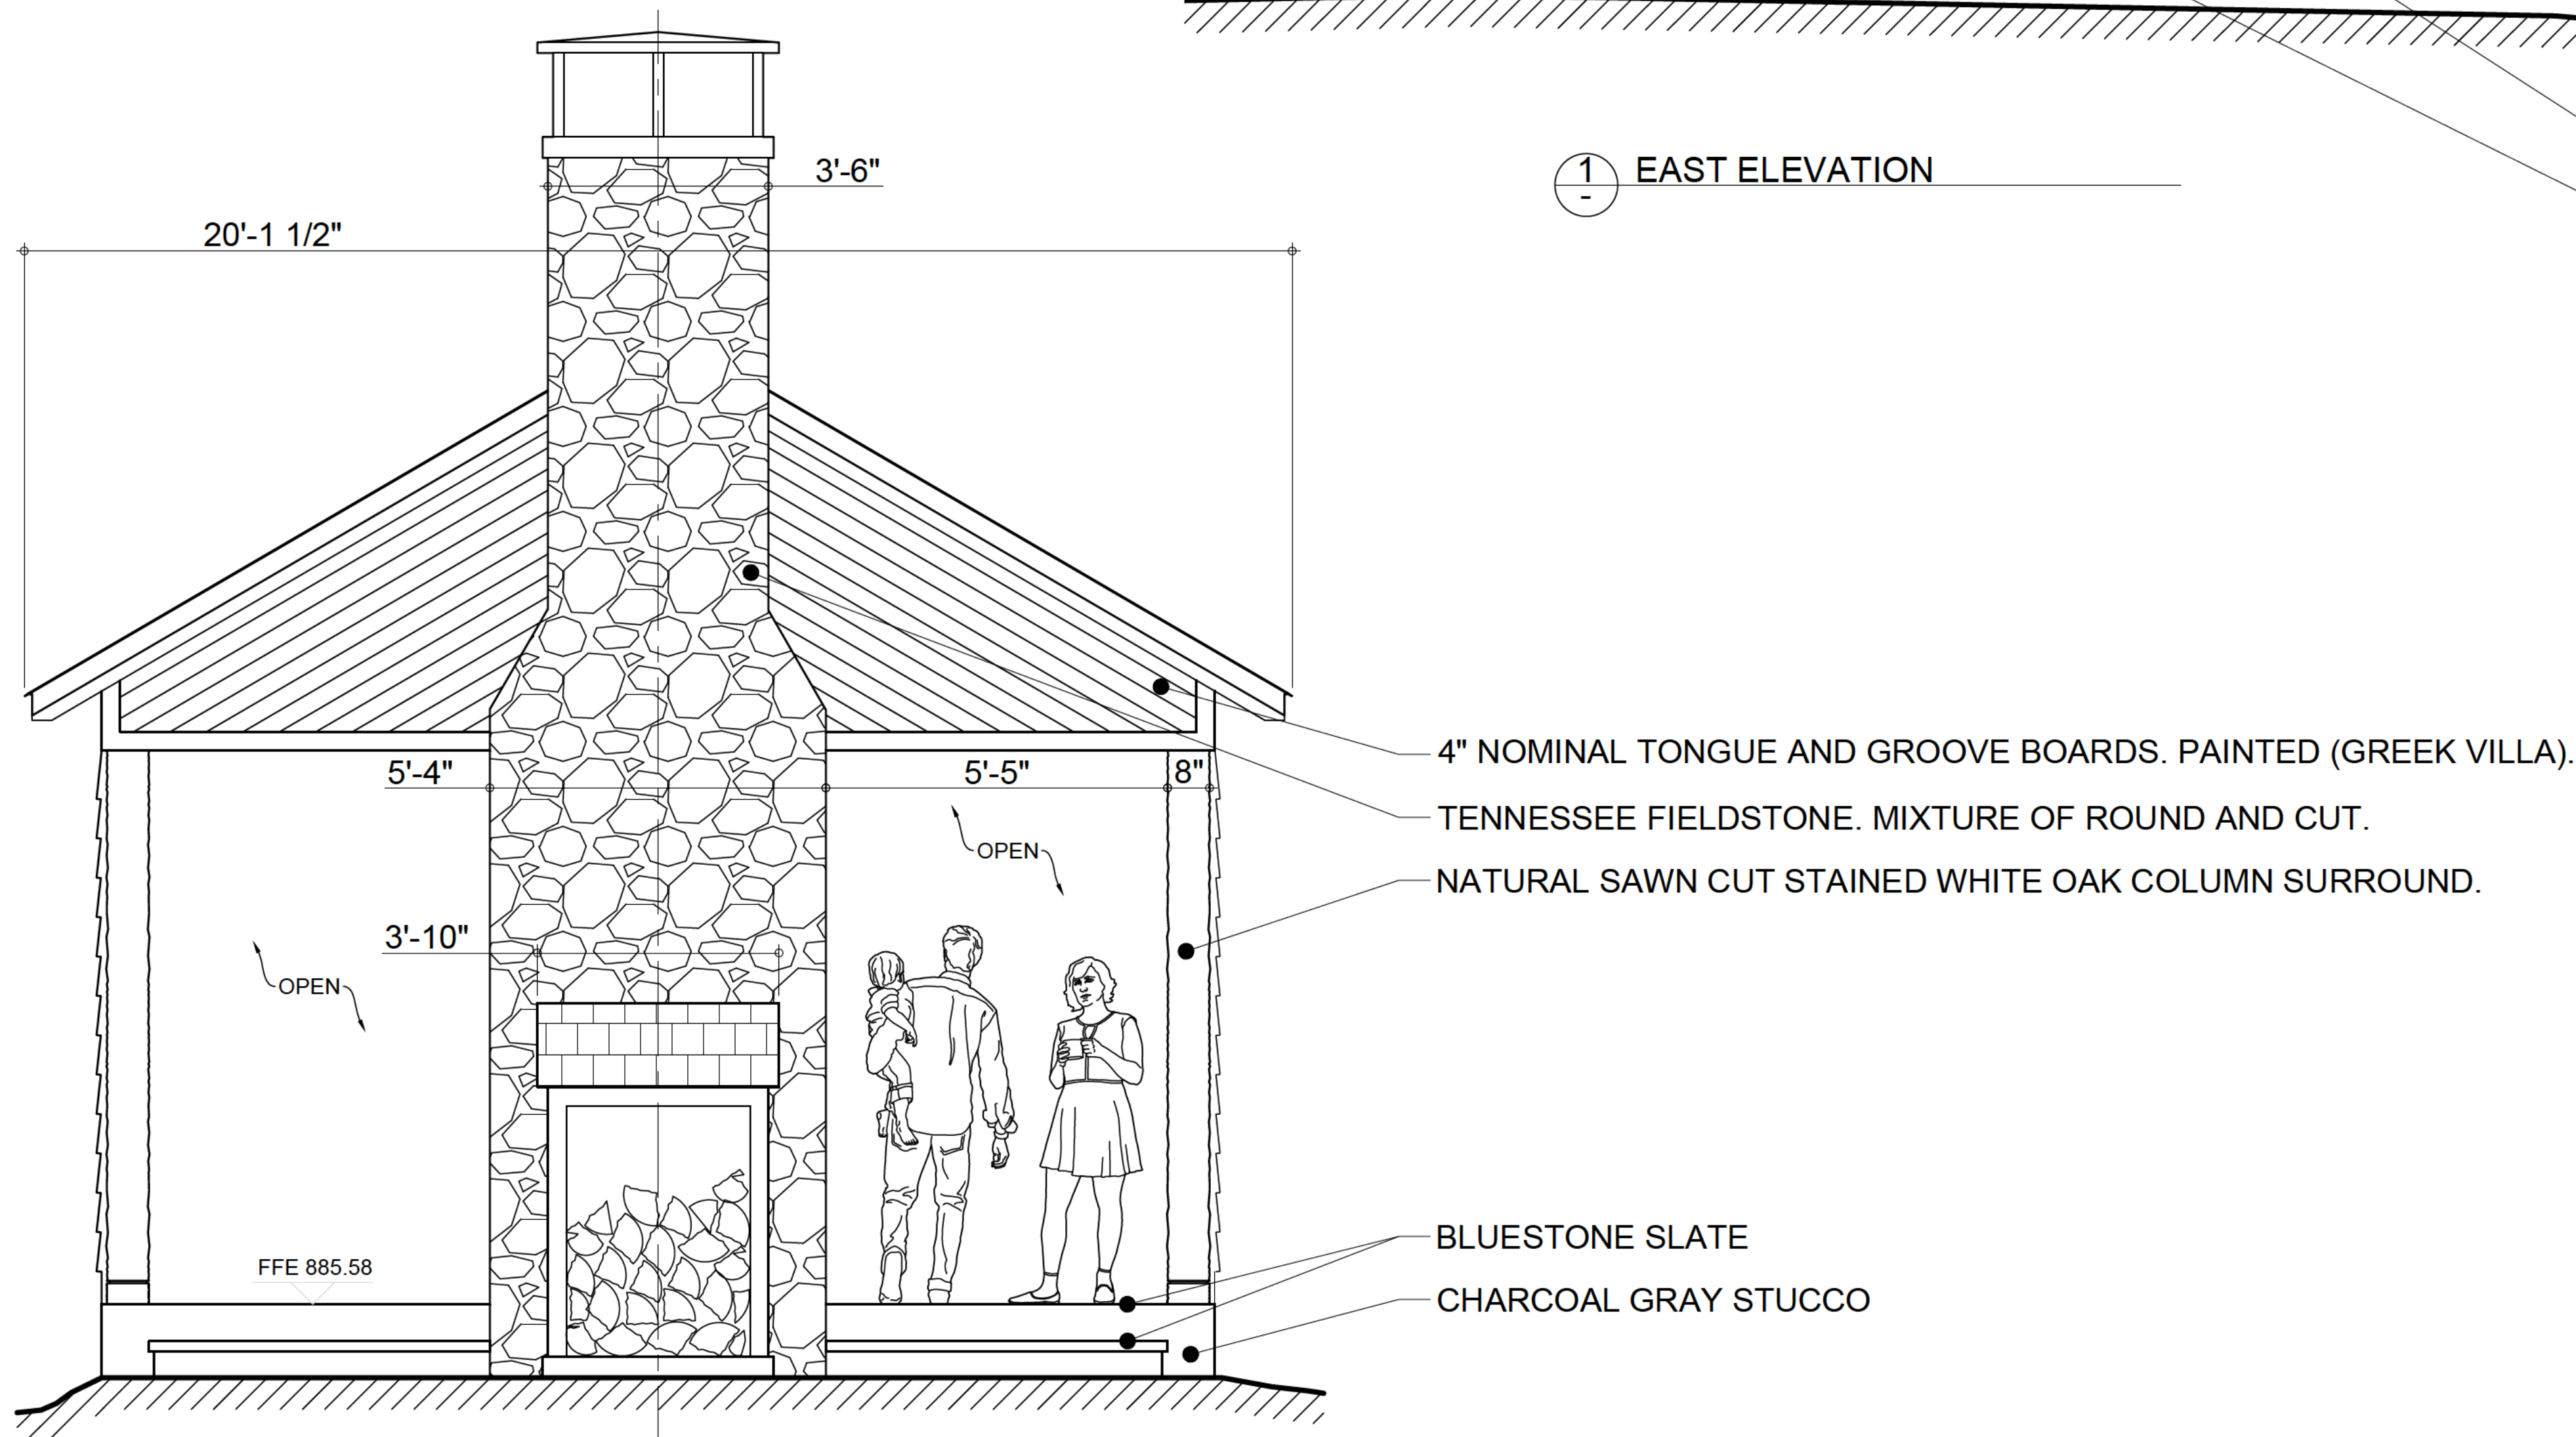 3'-6"
1
-
EAST ELEVATION
20'-1 1/2"
4" NOMINAL TONGUE AND GROOVE BOARDS. PAINTED (GREEK VILLA).
5'-4"
5'-5"
8"
TENNESSEE FIELDSTONE. MIXTURE OF ROUND AND CUT.
OPEN
NATURAL SAWN CUT STAINED WHITE OAK COLUMN SURROUND.
3'-10"
OPEN
BLUESTONE SLATE
FFE 885.58
CHARCOAL GRAY STUCCO